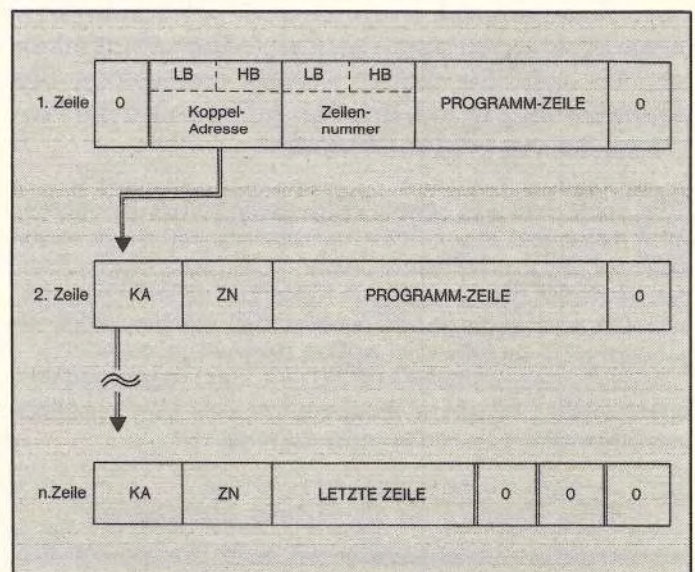 LB HB LB HB
1. Zeile 0 Koppel- Zeilen- PROGRAMM-ZEILE 0
Adresse nummer
2. Zeile KA ZN PROGRAMM-ZEILE 0
n.Zeile KA ZN LETZTE ZEILE 0 0 0